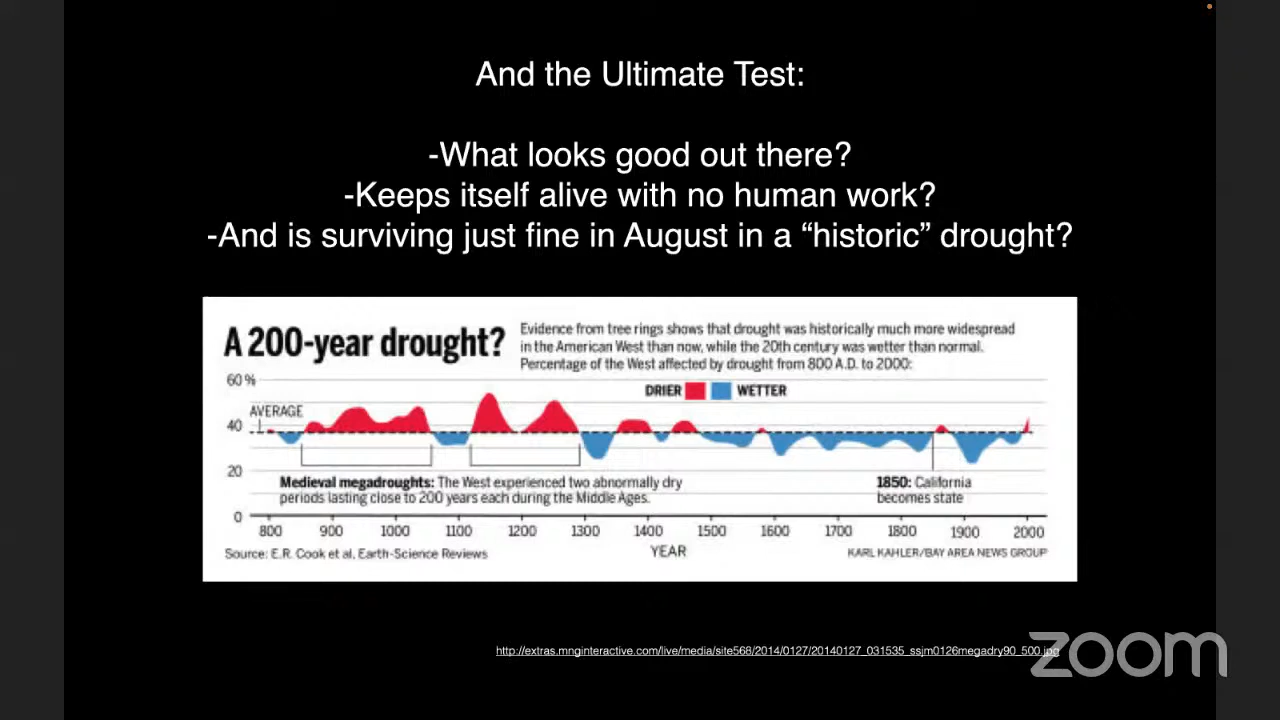 And the Ultimate Test:
-What looks good out there?
-Keeps itself alive with no human work?
-And is surviving just fine in August in a “historic” drought?
A 200-year drought?
Evidence from tree rings shows that drought was historically much more widespread
in the American West than now, while the 20th century was wetter than normal.
Percentage of the West affected by drought from 800 A.D. to 2000:
60%
DRIER WETTER
AVERAGE
40
20
Medieval megadroughts: The West experienced two abnormally dry
periods lasting close to 200 years each during the Middle Ages.
1850: California
becomes state
0
800 900 1000 1100 1200 1300 1400 1500 1600 1700 1800 1900 2000
YEAR
Source: E.R. Cook et al, Earth-Science Reviews
KARL KAHLER/BAY AREA NEWS GROUP
http://extras.mnginteractive.com/live/media/site568/2014/0127/20140127_031535_ssjm0126megadry90_500.jpg
zoom